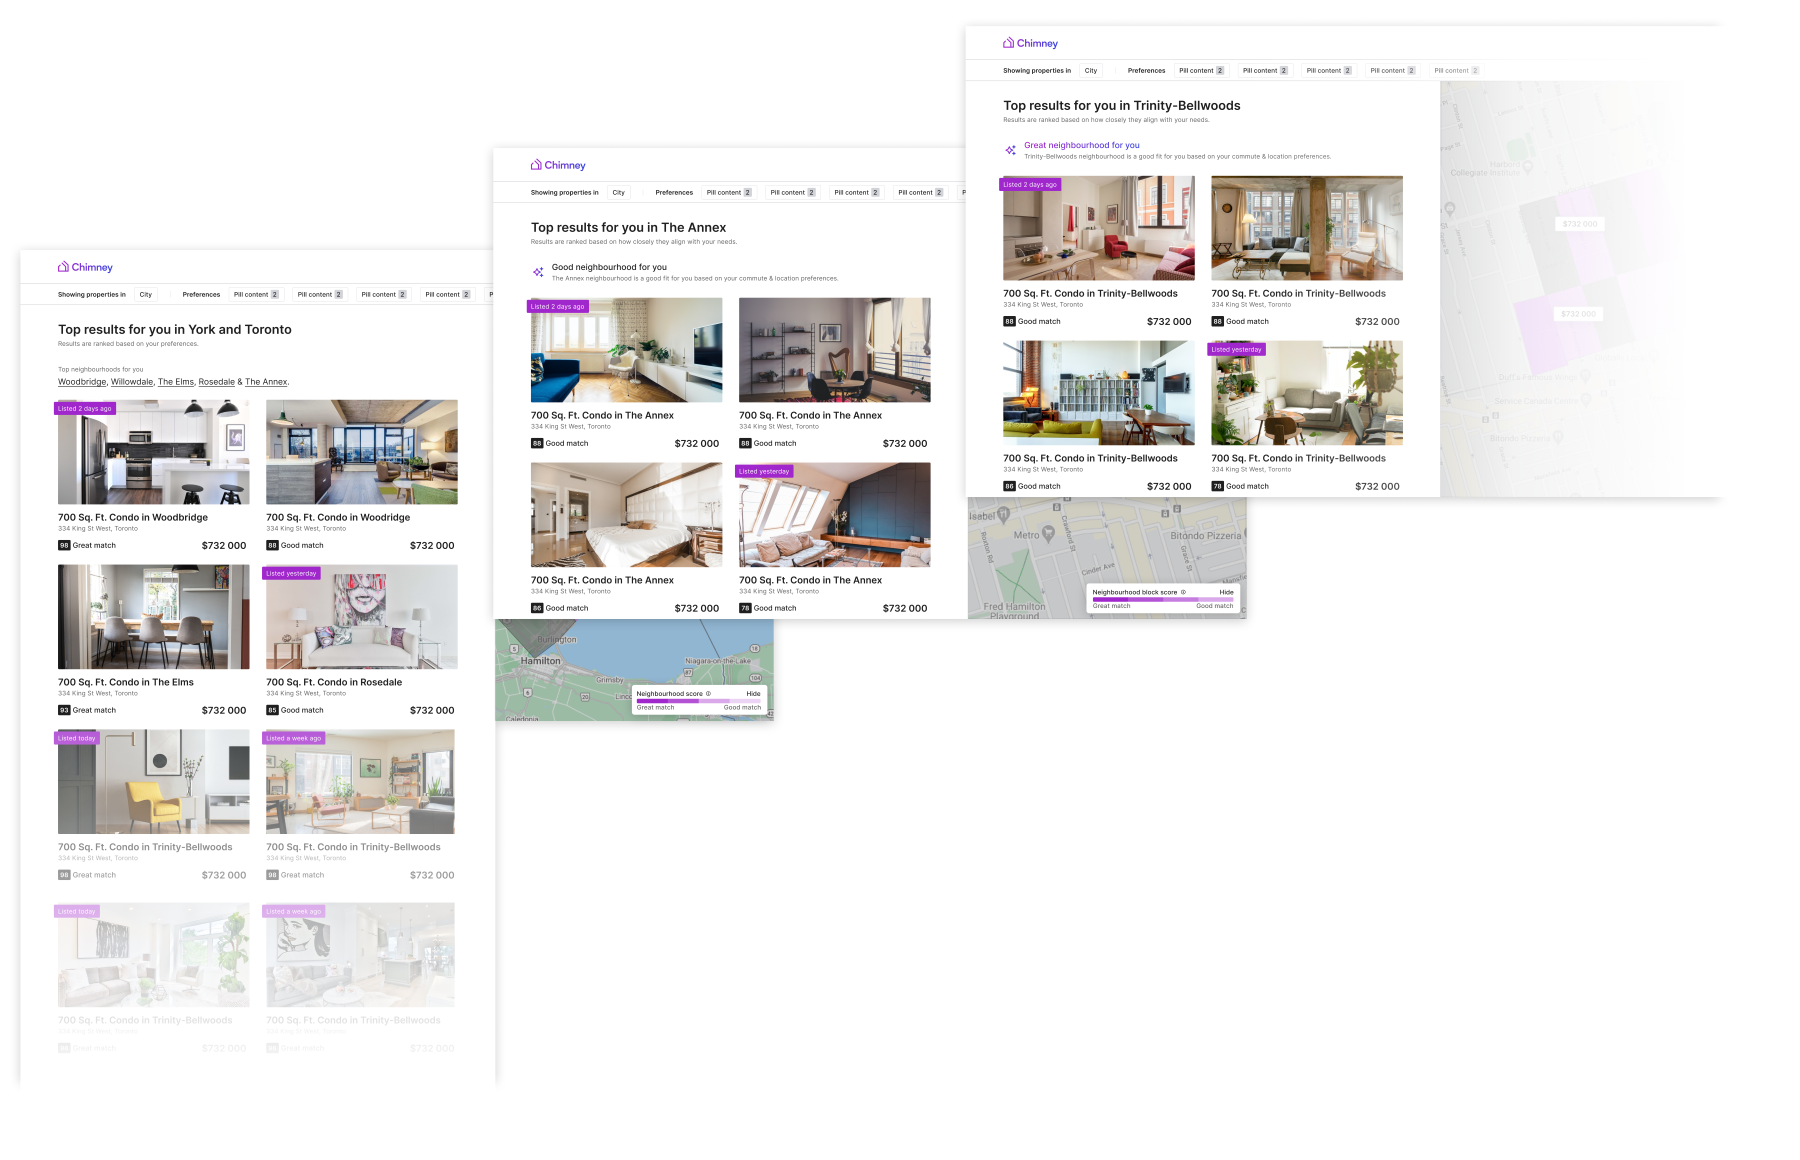 Chimney
Showing properties in City Preferences Pill content 2 Pill content 2 Pill content 2 Pill content 2 P
Top results for you in York and Toronto
Results are ranked based on your preferences.
Top neighbourhoods for you
Woodbridge, Willowdale, The Elms, Rosedale & The Annex.
Listed 2 days ago
700 Sq. Ft. Condo in Woodbridge
334 King St West, Toronto
98 Great match $732 000
700 Sq. Ft. Condo in Woodridge
334 King St West, Toronto
88 Good match $732 000
700 Sq. Ft. Condo in The Elms
334 King St West, Toronto
93 Great match $732 000
Listed yesterday
700 Sq. Ft. Condo in Rosedale
334 King St West, Toronto
85 Good match $732 000
Listed today
700 Sq. Ft. Condo in Trinity-Bellwoods
334 King St West, Toronto
98 Great match $732 000
Listed a week ago
700 Sq. Ft. Condo in Trinity-Bellwoods
334 King St West, Toronto
98 Great match $732 000
Listed today
700 Sq. Ft. Condo in Trinity-Bellwoods
334 King St West, Toronto
Great match $732 000
Listed a week ago
700 Sq. Ft. Condo in Trinity-Bellwoods
334 King St West, Toronto
Great match $732 000
Burlington
Hamilton
Grimsby
Niagara-on-the-Lake
Caledonia
Neighbourhood score Hide
Great match Good match
Chimney
Showing properties in City Preferences Pill content 2 Pill content 2 Pill content 2 Pill content 2 P
Top results for you in The Annex
Results are ranked based on how closely they align with your needs.
Good neighbourhood for you
The Annex neighbourhood is a good fit for you based on your commute & location preferences.
Listed 2 days ago
700 Sq. Ft. Condo in The Annex
334 King St West, Toronto
88 Good match $732 000
700 Sq. Ft. Condo in The Annex
334 King St West, Toronto
88 Good match $732 000
700 Sq. Ft. Condo in The Annex
334 King St West, Toronto
86 Good match $732 000
Listed yesterday
700 Sq. Ft. Condo in The Annex
334 King St West, Toronto
78 Good match $732 000
Isabel
Metro
Crawford St
Bitondo Pizzeria
Roxton Rd
Grace St
Cinder Ave
Fred Hamilton
Playground
Neighbourhood block score Hide
Great match Good match
Chimney
Showing properties in City Preferences Pill content 2 Pill content 2 Pill content 2 Pill content 2 Pill content 2
Top results for you in Trinity-Bellwoods
Results are ranked based on how closely they align with your needs.
Great neighbourhood for you
Trinity-Bellwoods neighbourhood is a good fit for you based on your commute & location preferences.
Listed 2 days ago
700 Sq. Ft. Condo in Trinity-Bellwoods
334 King St West, Toronto
88 Good match $732 000
700 Sq. Ft. Condo in Trinity-Bellwoods
334 King St West, Toronto
88 Good match $732 000
700 Sq. Ft. Condo in Trinity-Bellwoods
334 King St West, Toronto
86 Good match $732 000
Listed yesterday
700 Sq. Ft. Condo in Trinity-Bellwoods
334 King St West, Toronto
78 Good match $732 000
Harbord
Collegiate Institute
$732 000
$732 000
Service Canada Centre
Bitondo Pizzeria